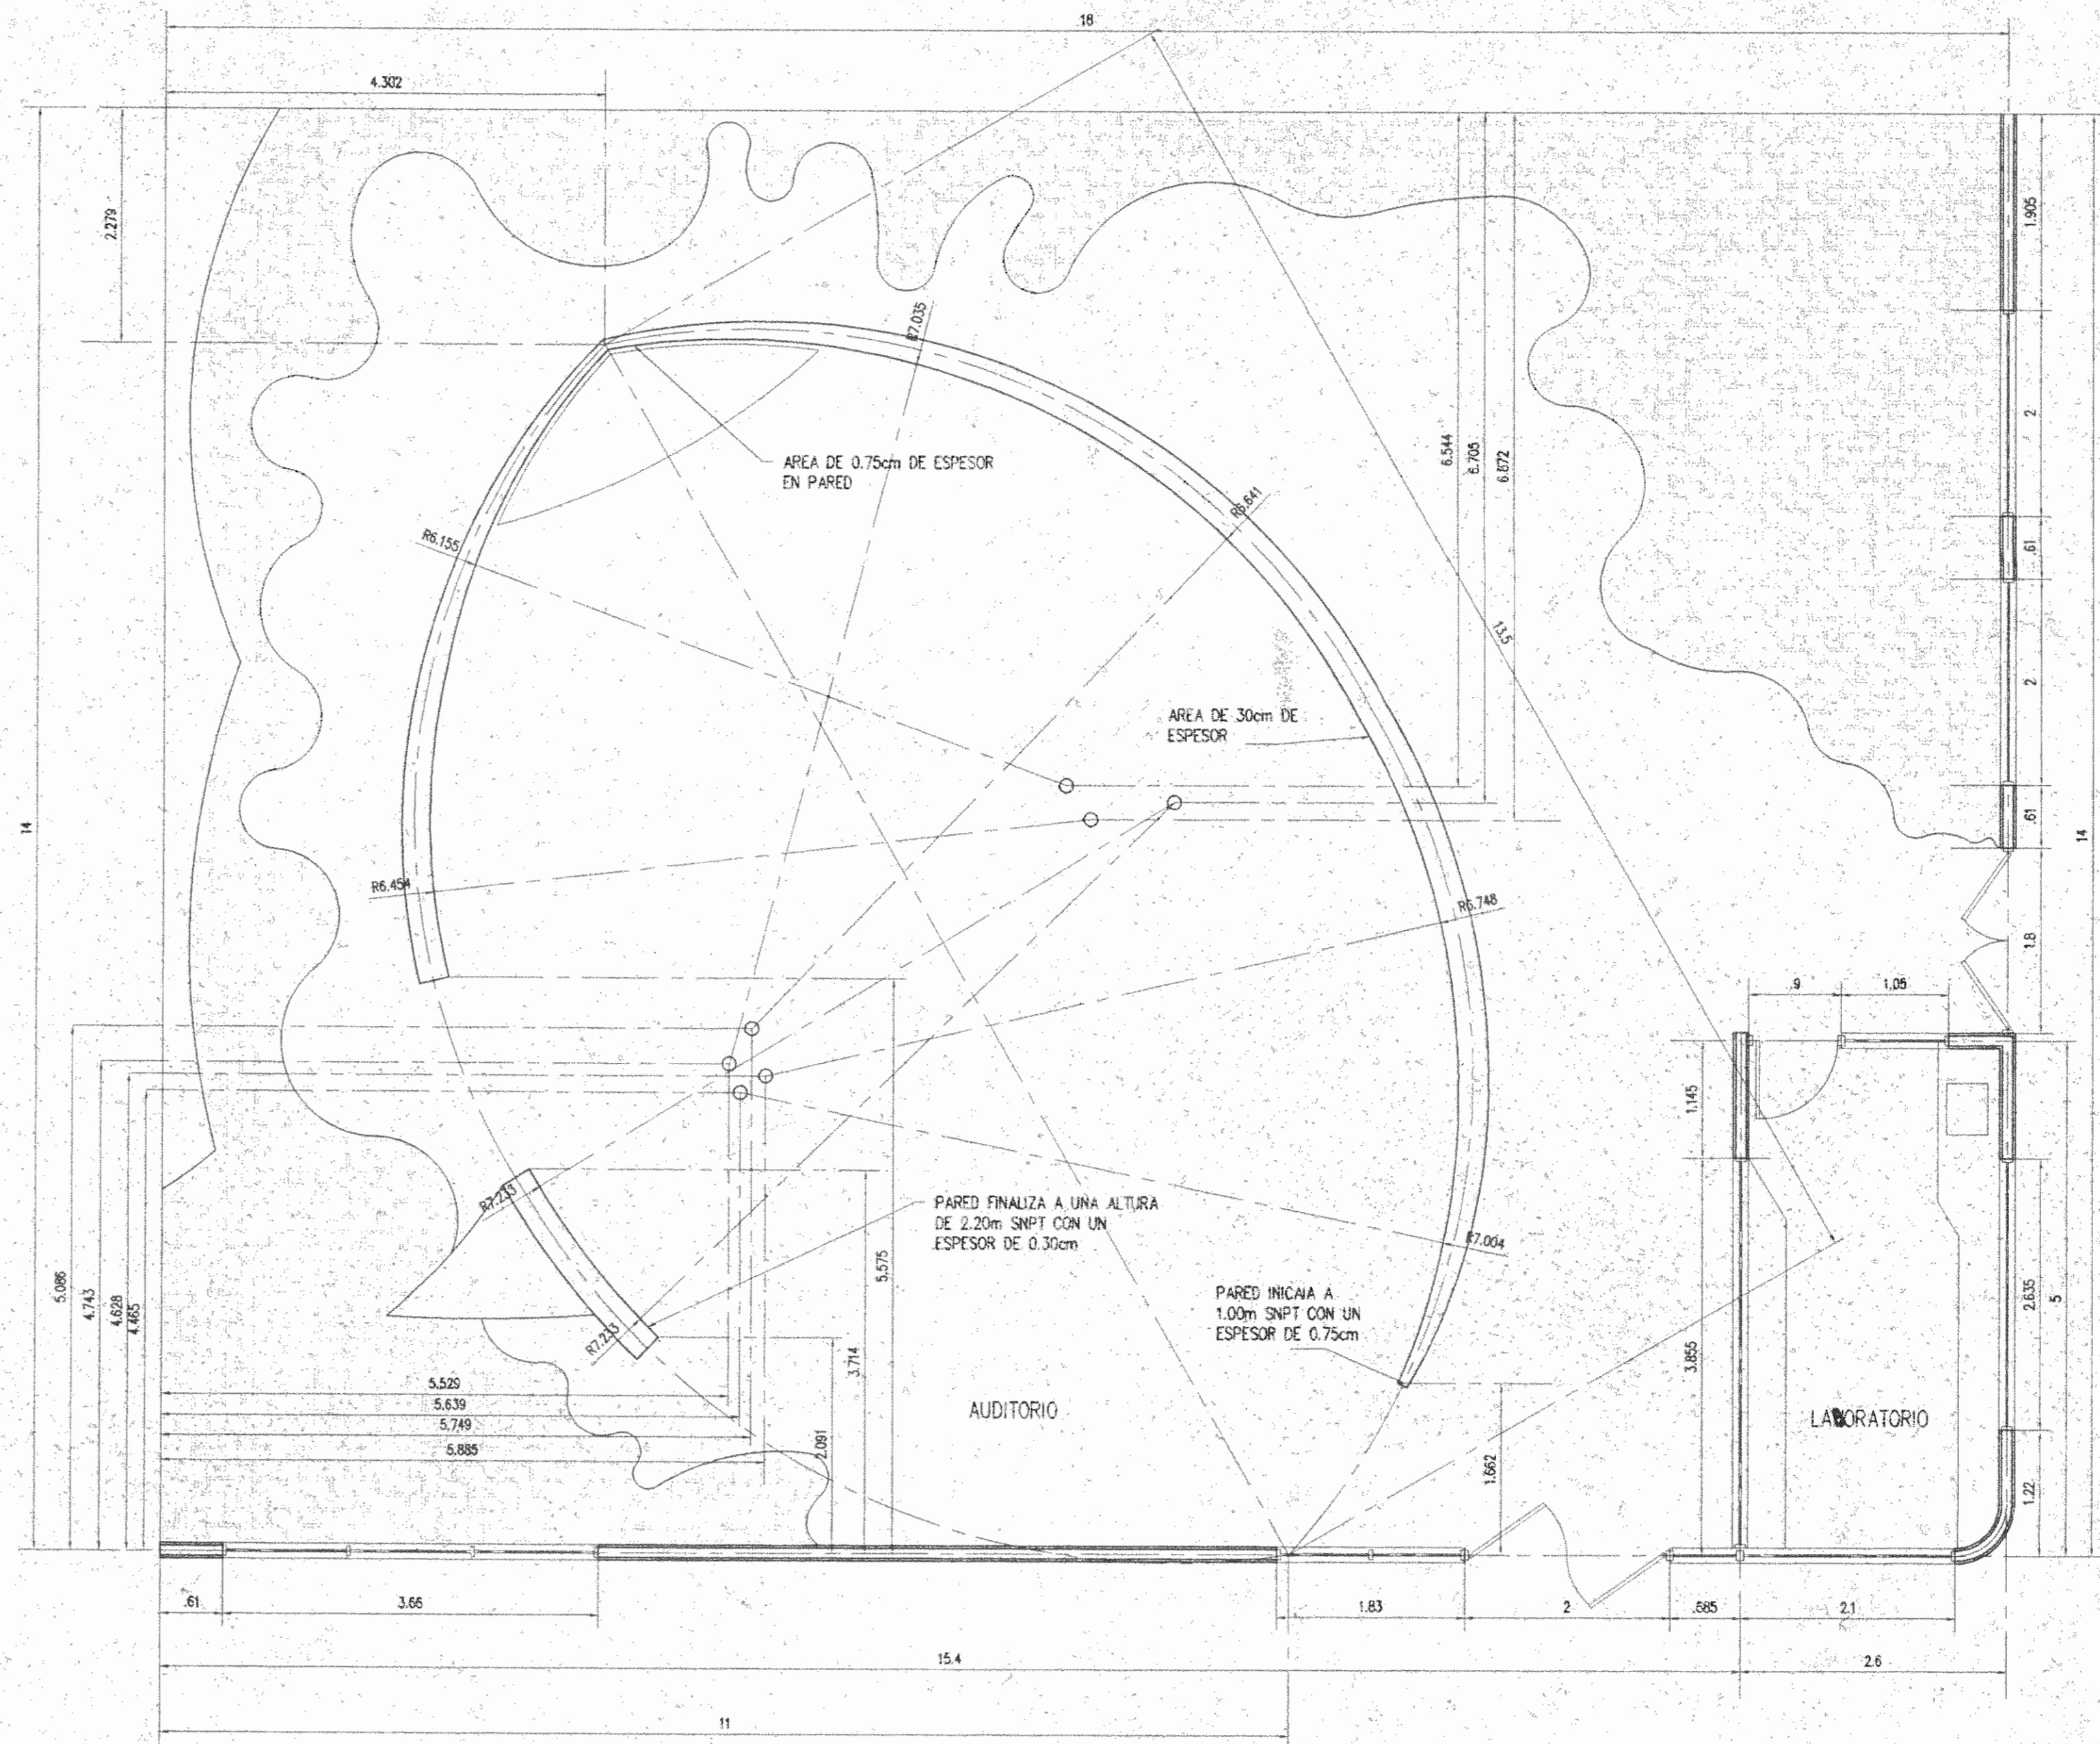 18
4.302
2.279
1.905
R7.035
2
6.544
6.705
6.872
AREA DE 0.75cm DE ESPESOR
EN PARED
R6.641
R6.155
.61
13.5
2
AREA DE 30cm DE
ESPESOR
14
.61
14
R6.454
R6.748
1.8
.9
1.05
1.145
R7.233
PARED FINALIZA A UNA ALTURA
DE 2.20m SNPT CON UN
ESPESOR DE 0.30cm
R7.004
5.575
5.086
4.743
4.628
4.465
PARED INICAIA A
1.00m SNPT CON UN
ESPESOR DE 0.75cm
2.635
5
R7.233
3.714
3.855
5.529
5.639
5.749
5.885
AUDITORIO
LABORATORIO
2.091
1.662
1.22
.61
3.66
1.83
2
.685
2.1
15.4
2.6
11